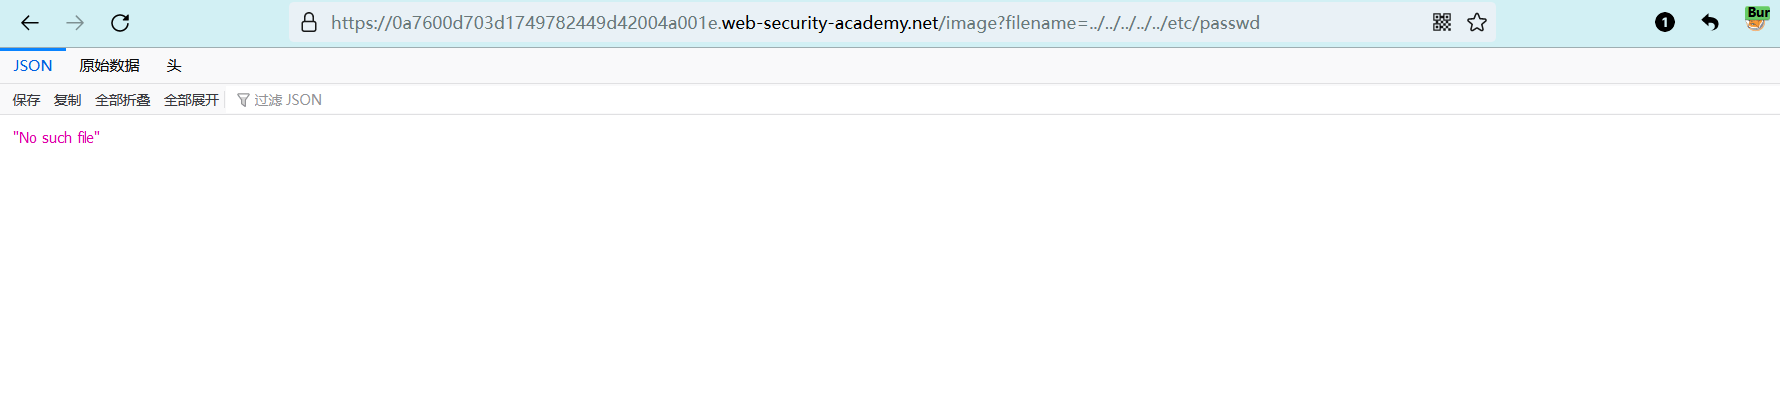 https://0a7600d703d1749782449d42004a001e.web-security-academy.net/image?filename=../../../../../etc/passwd
1
Bur
JSON 原始数据 头
保存 复制 全部折叠 全部展开 过滤 JSON
"No such file"